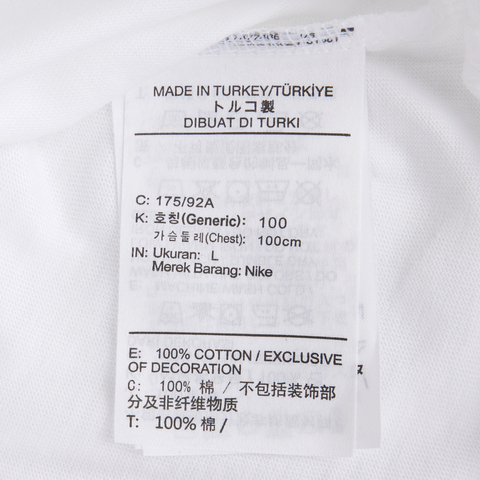 MADE IN TURKEY/TÜRKİYE
トルコ製
DIBUAT DI TURKI
C: 175/92A
K: 호칭(Generic): 100
가슴둘레(Chest): 100cm
IN: Ukuran: L
Merek Barang: Nike
E: 100% COTTON / EXCLUSIVE
OF DECORATION
C: 100% 棉 / 不包括装饰部
分及非纤维物质
T: 100% 棉 /